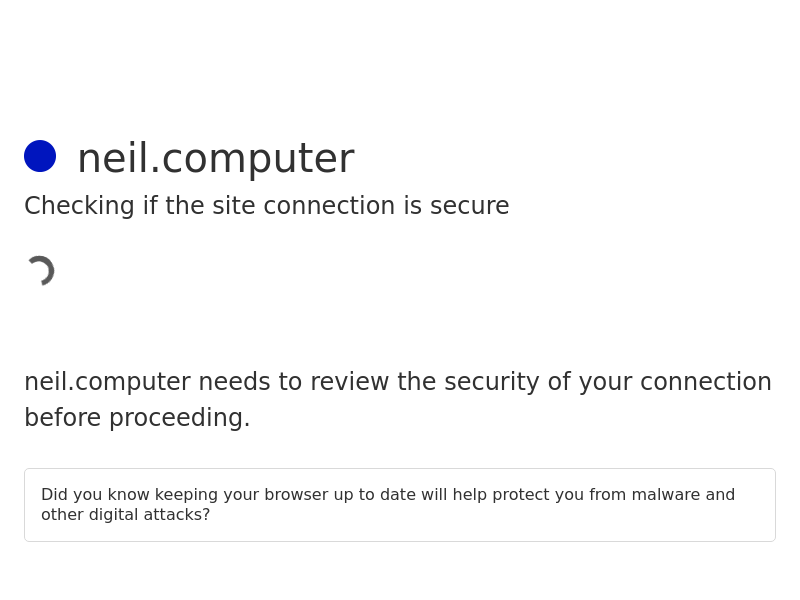 neil.computer
Checking if the site connection is secure
neil.computer needs to review the security of your connection
before proceeding.
Did you know keeping your browser up to date will help protect you from malware and
other digital attacks?